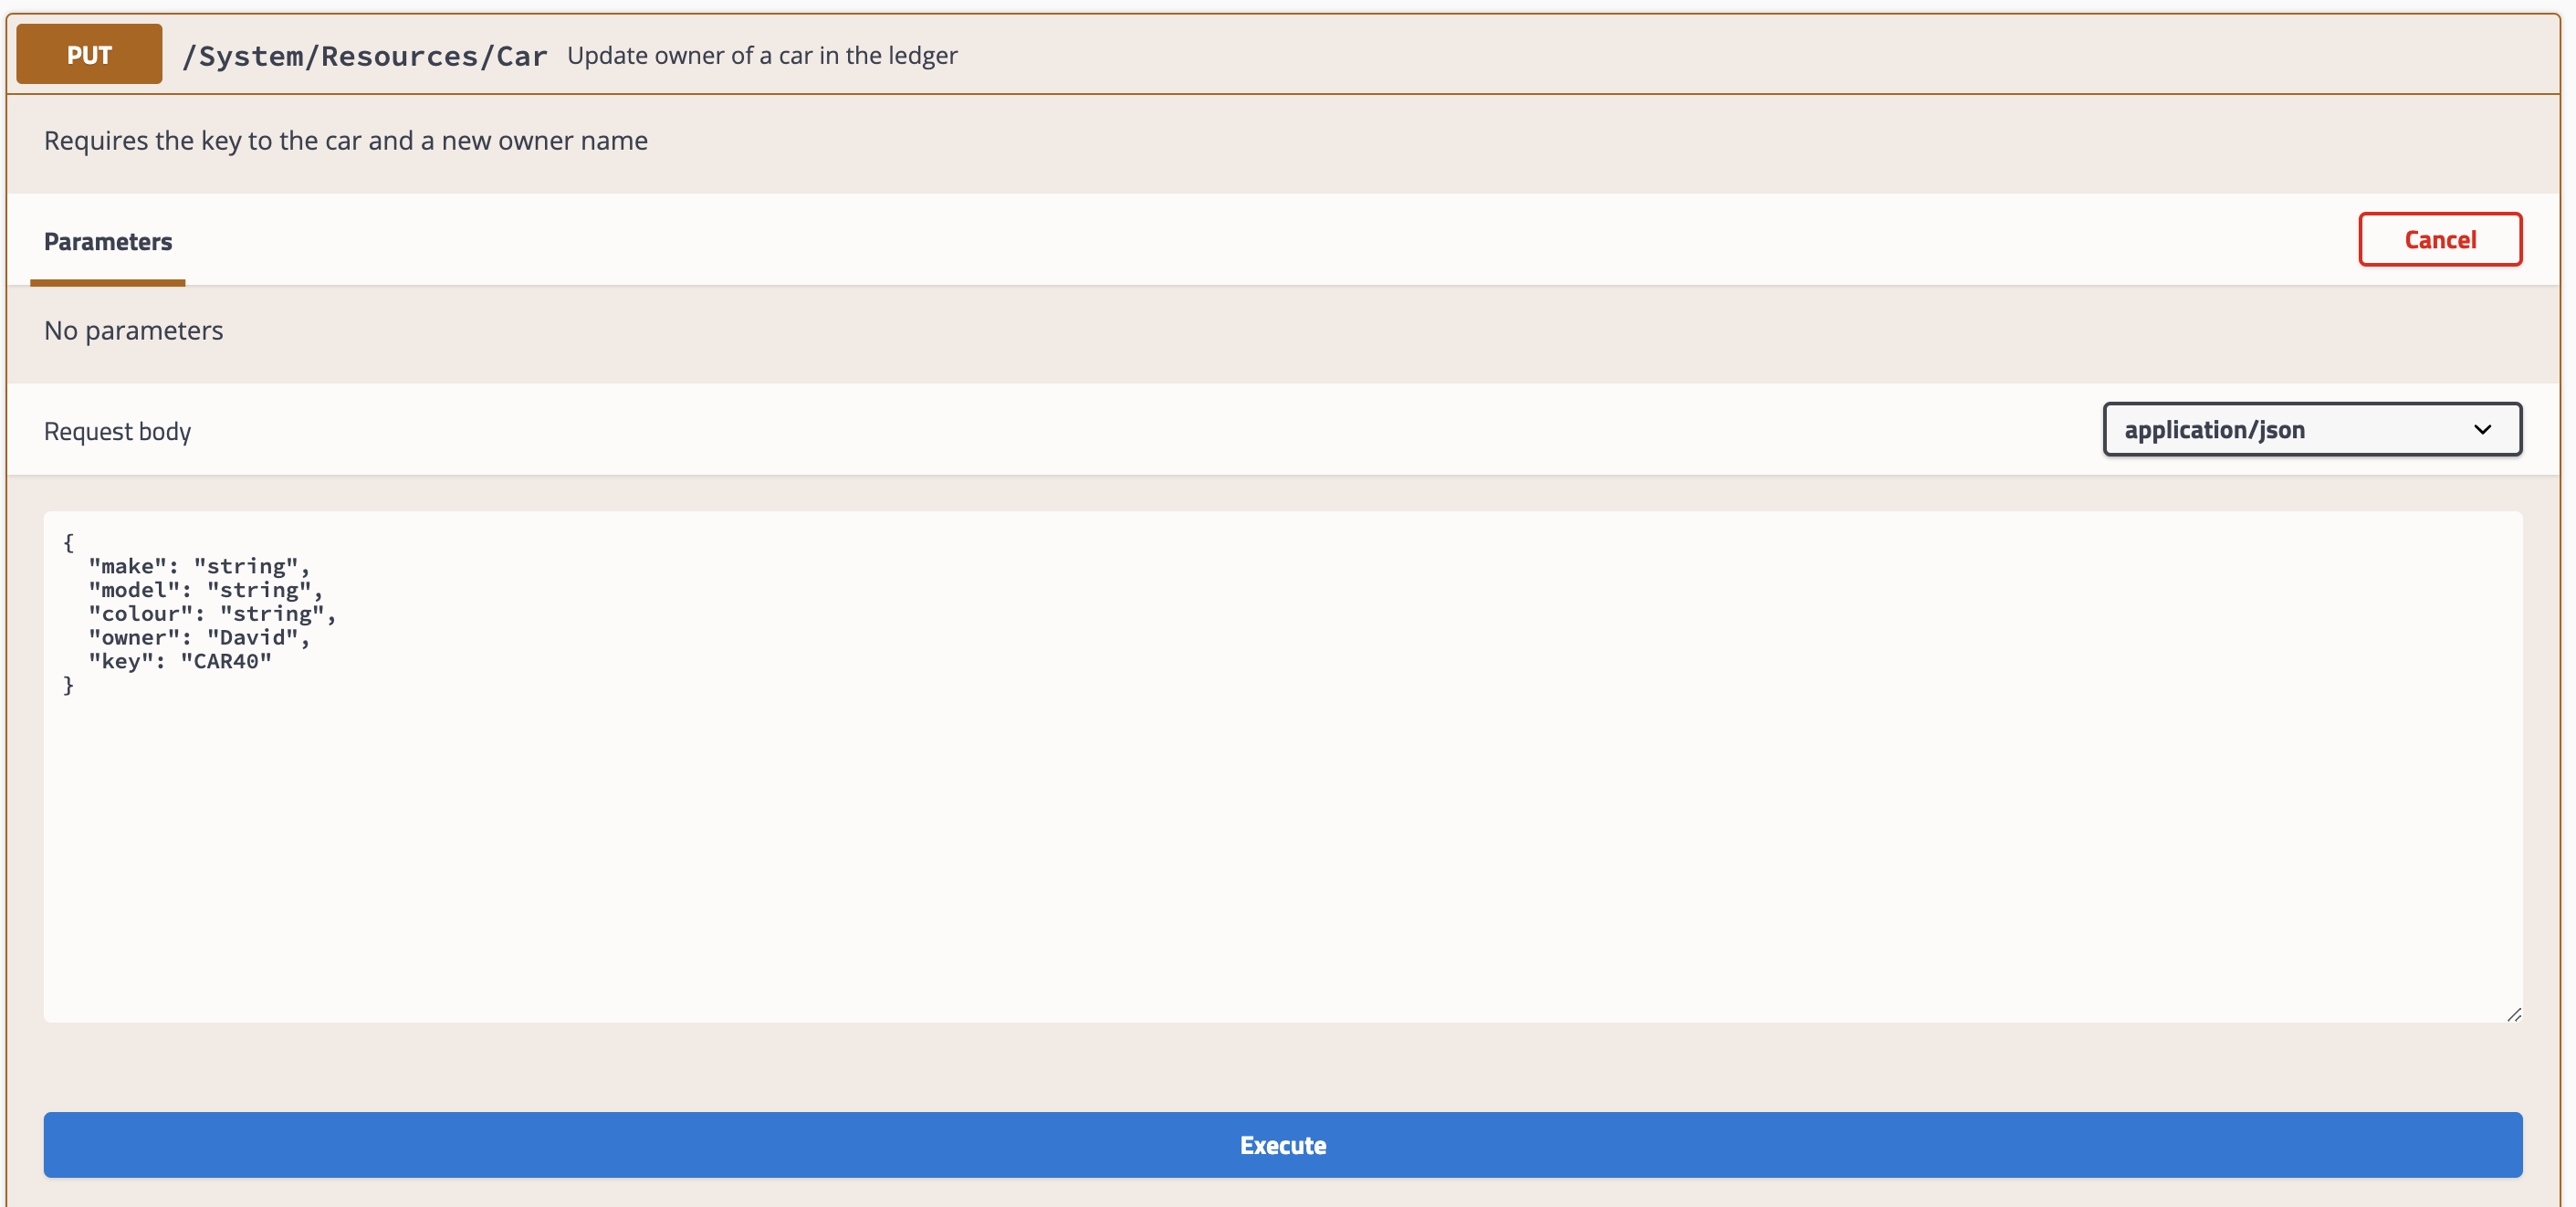 PUT /System/Resources/Car Update owner of a car in the ledger
Requires the key to the car and a new owner name
Parameters
Cancel
No parameters
Request body
application/json
{
  "make": "string",
  "model": "string",
  "colour": "string",
  "owner": "David",
  "key": "CAR40"
}
Execute